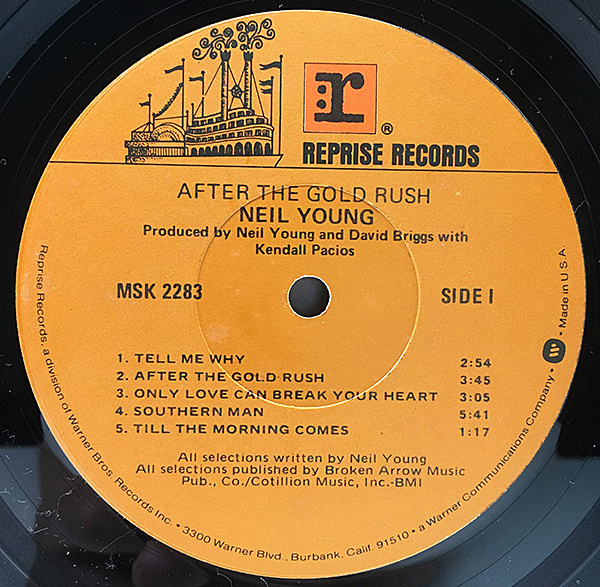 r
®
REPRISE RECORDS
AFTER THE GOLD RUSH
NEIL YOUNG
Produced by Neil Young and David Briggs with
Kendall Pacios
MSK 2283
SIDE I
1. TELL ME WHY 2:54
2. AFTER THE GOLD RUSH 3:45
3. ONLY LOVE CAN BREAK YOUR HEART 3:05
4. SOUTHERN MAN 5:41
5. TILL THE MORNING COMES 1:17
All selections written by Neil Young
All selections published by Broken Arrow Music
Pub., Co./Cotillion Music, Inc.-BMI
Reprise Records, a division of Warner Bros. Records Inc. • 3300 Warner Blvd., Burbank, Calif. 91510 • a Warner Communications Company • W • Made in U.S.A.